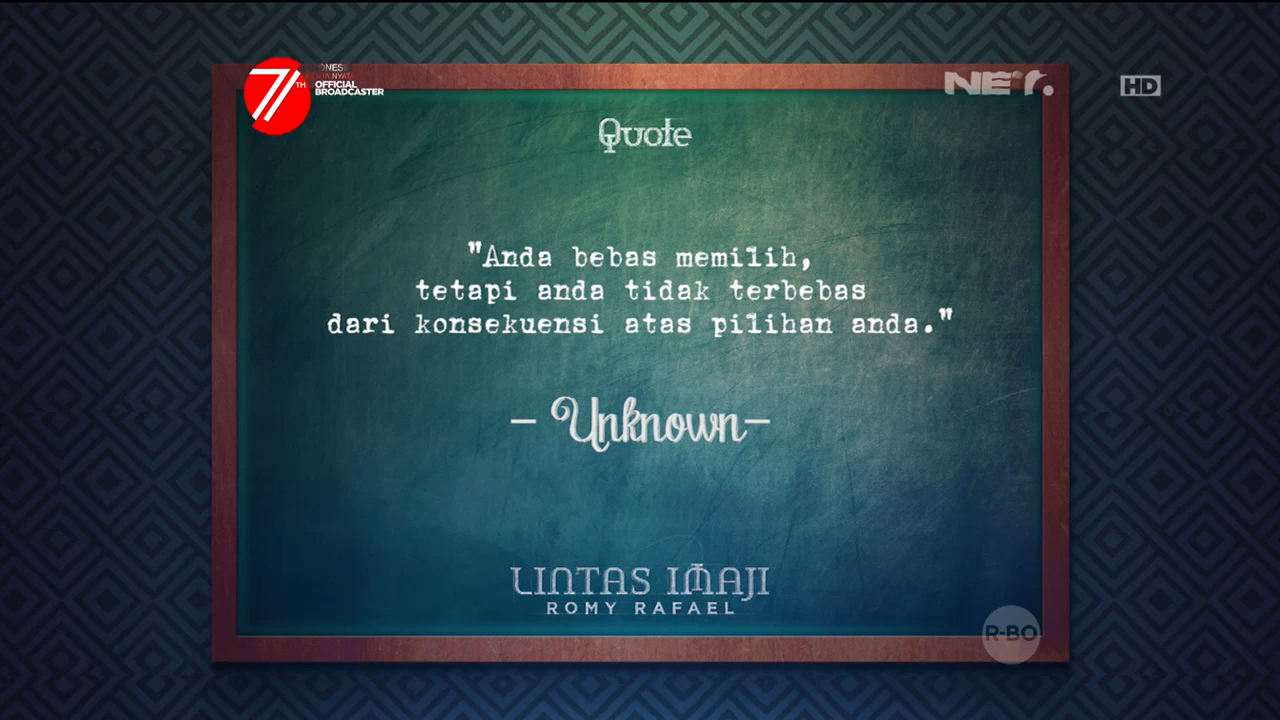 71TH
OFFICIAL
BROADCASTER
NET.
HD
Quote
"Anda bebas memilih,
tetapi anda tidak terbebas
dari konsekuensi atas pilihan anda."
— Unknown—
LINTAS IMAJI
ROMY RAFAEL
R-BO